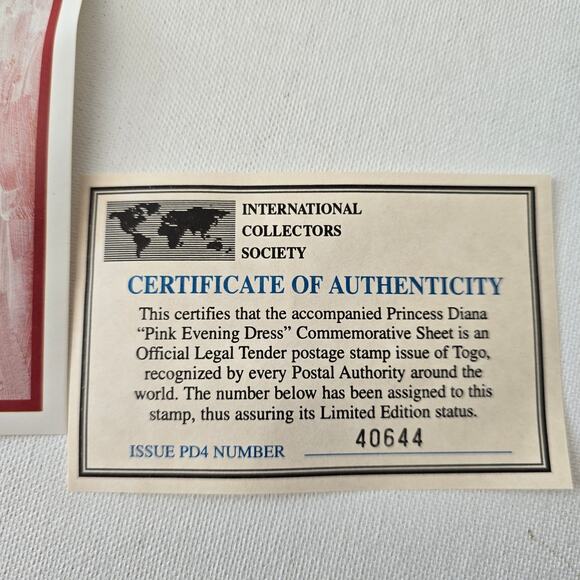 INTERNATIONAL
COLLECTORS
SOCIETY
CERTIFICATE OF AUTHENTICITY
This certifies that the accompanied Princess Diana
“Pink Evening Dress” Commemorative Sheet is an
Official Legal Tender postage stamp issue of Togo,
recognized by every Postal Authority around the
world. The number below has been assigned to this
stamp, thus assuring its Limited Edition status.
ISSUE PD4 NUMBER 40644